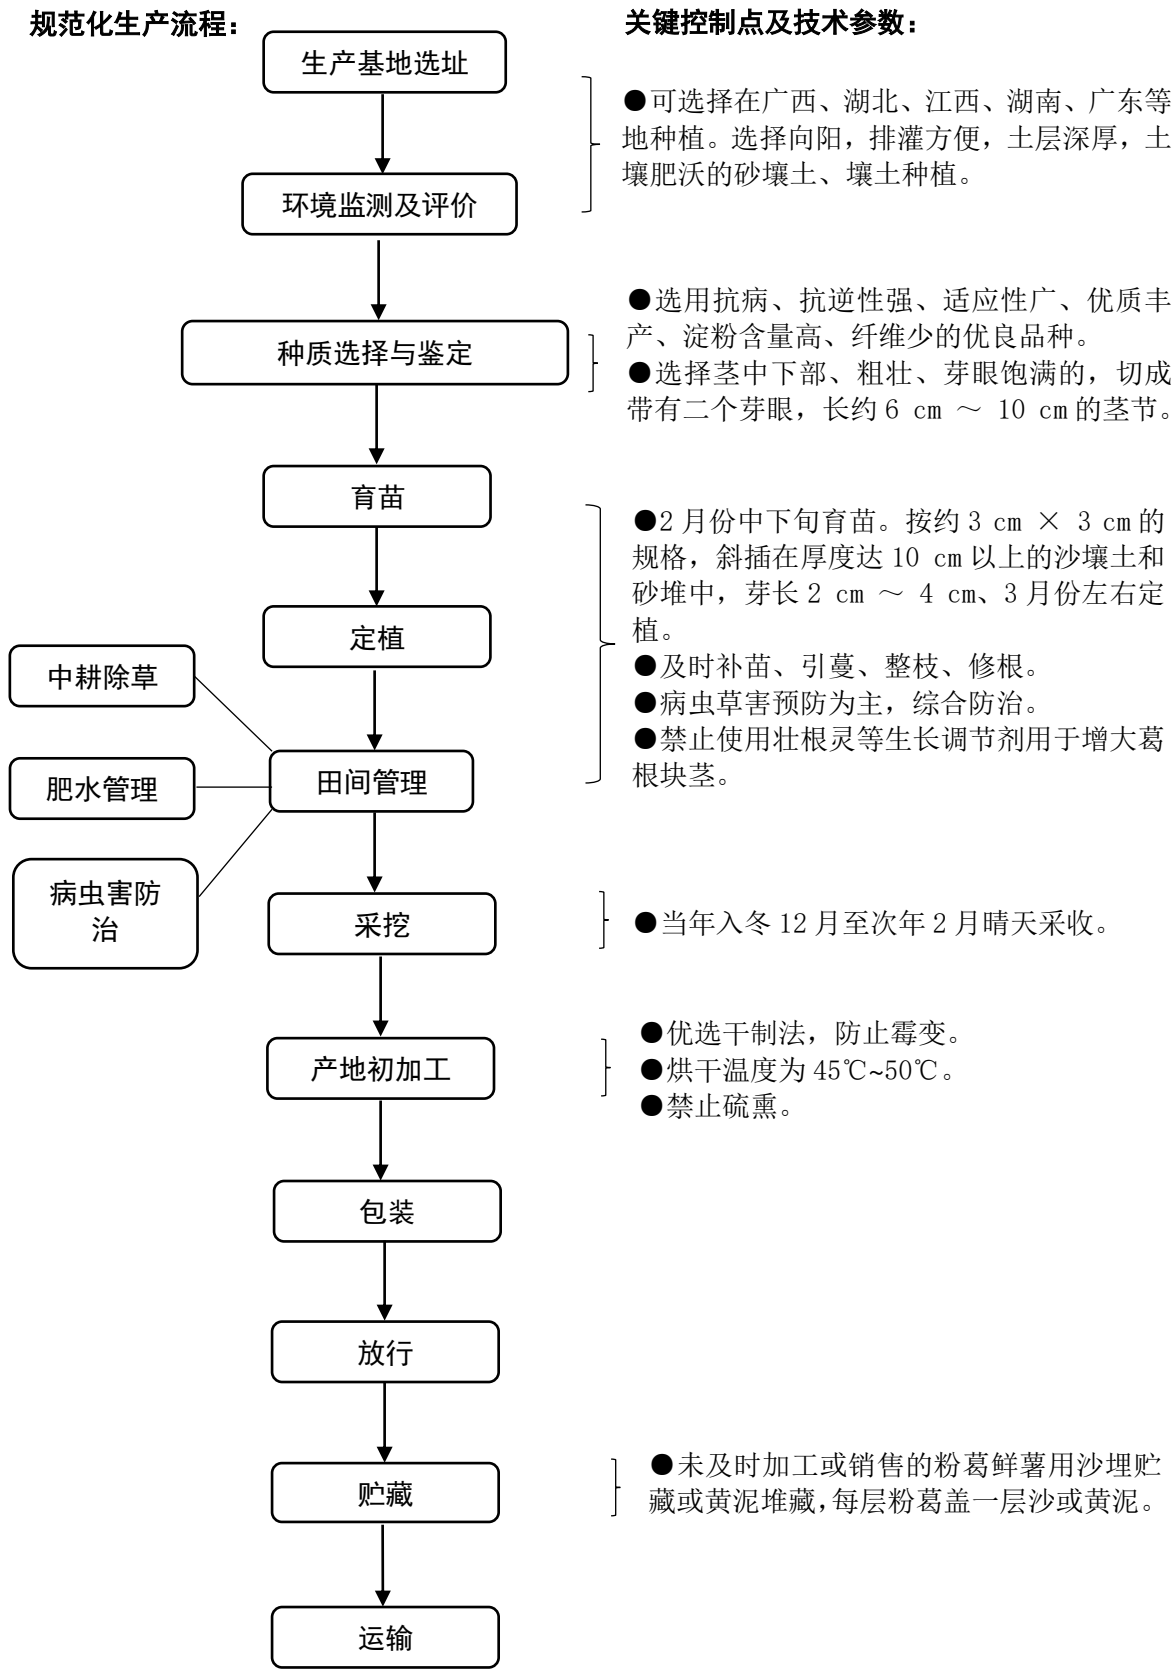 规范化生产流程：
关键控制点及技术参数：
生产基地选址
●可选择在广西、湖北、江西、湖南、广东等
地种植。选择向阳，排灌方便，土层深厚，土
壤肥沃的砂壤土、壤土种植。
环境监测及评价
●选用抗病、抗逆性强、适应性广、优质丰
产、淀粉含量高、纤维少的优良品种。
●选择茎中下部、粗壮、芽眼饱满的，切成
带有二个芽眼，长约 6 cm ～ 10 cm 的茎节。
种质选择与鉴定
育苗
●2 月份中下旬育苗。按约 3 cm × 3 cm 的
规格，斜插在厚度达 10 cm 以上的沙壤土和
砂堆中，芽长 2 cm ～ 4 cm、3 月份左右定
植。
●及时补苗、引蔓、整枝、修根。
●病虫草害预防为主，综合防治。
●禁止使用壮根灵等生长调节剂用于增大葛
根块茎。
定植
中耕除草
肥水管理
田间管理
病虫害防
治
采挖
●当年入冬 12 月至次年 2 月晴天采收。
产地初加工
●优选干制法，防止霉变。
●烘干温度为 45℃~50℃。
●禁止硫熏。
包装
放行
贮藏
●未及时加工或销售的粉葛鲜薯用沙埋贮
藏或黄泥堆藏，每层粉葛盖一层沙或黄泥。
运输